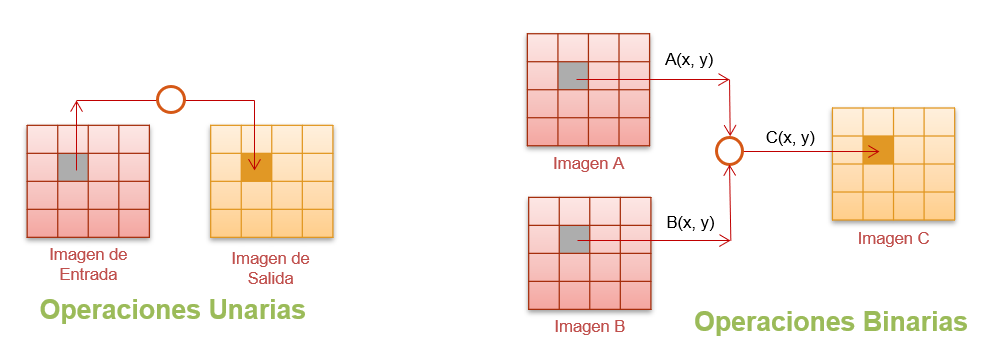 Imagen de
Entrada
Imagen de
Salida
Operaciones Unarias
A(x, y)
Imagen A
C(x, y)
B(x, y)
Imagen C
Imagen B
Operaciones Binarias